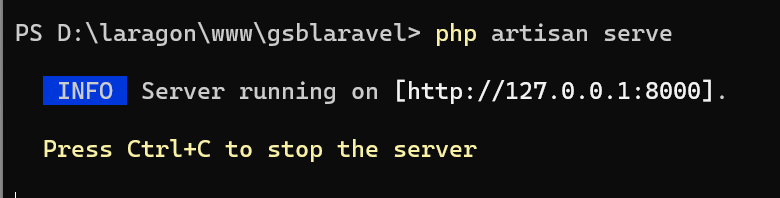 PS D:\laragon\www\gsblaravel> php artisan serve
INFO Server running on [http://127.0.0.1:8000].
Press Ctrl+C to stop the server